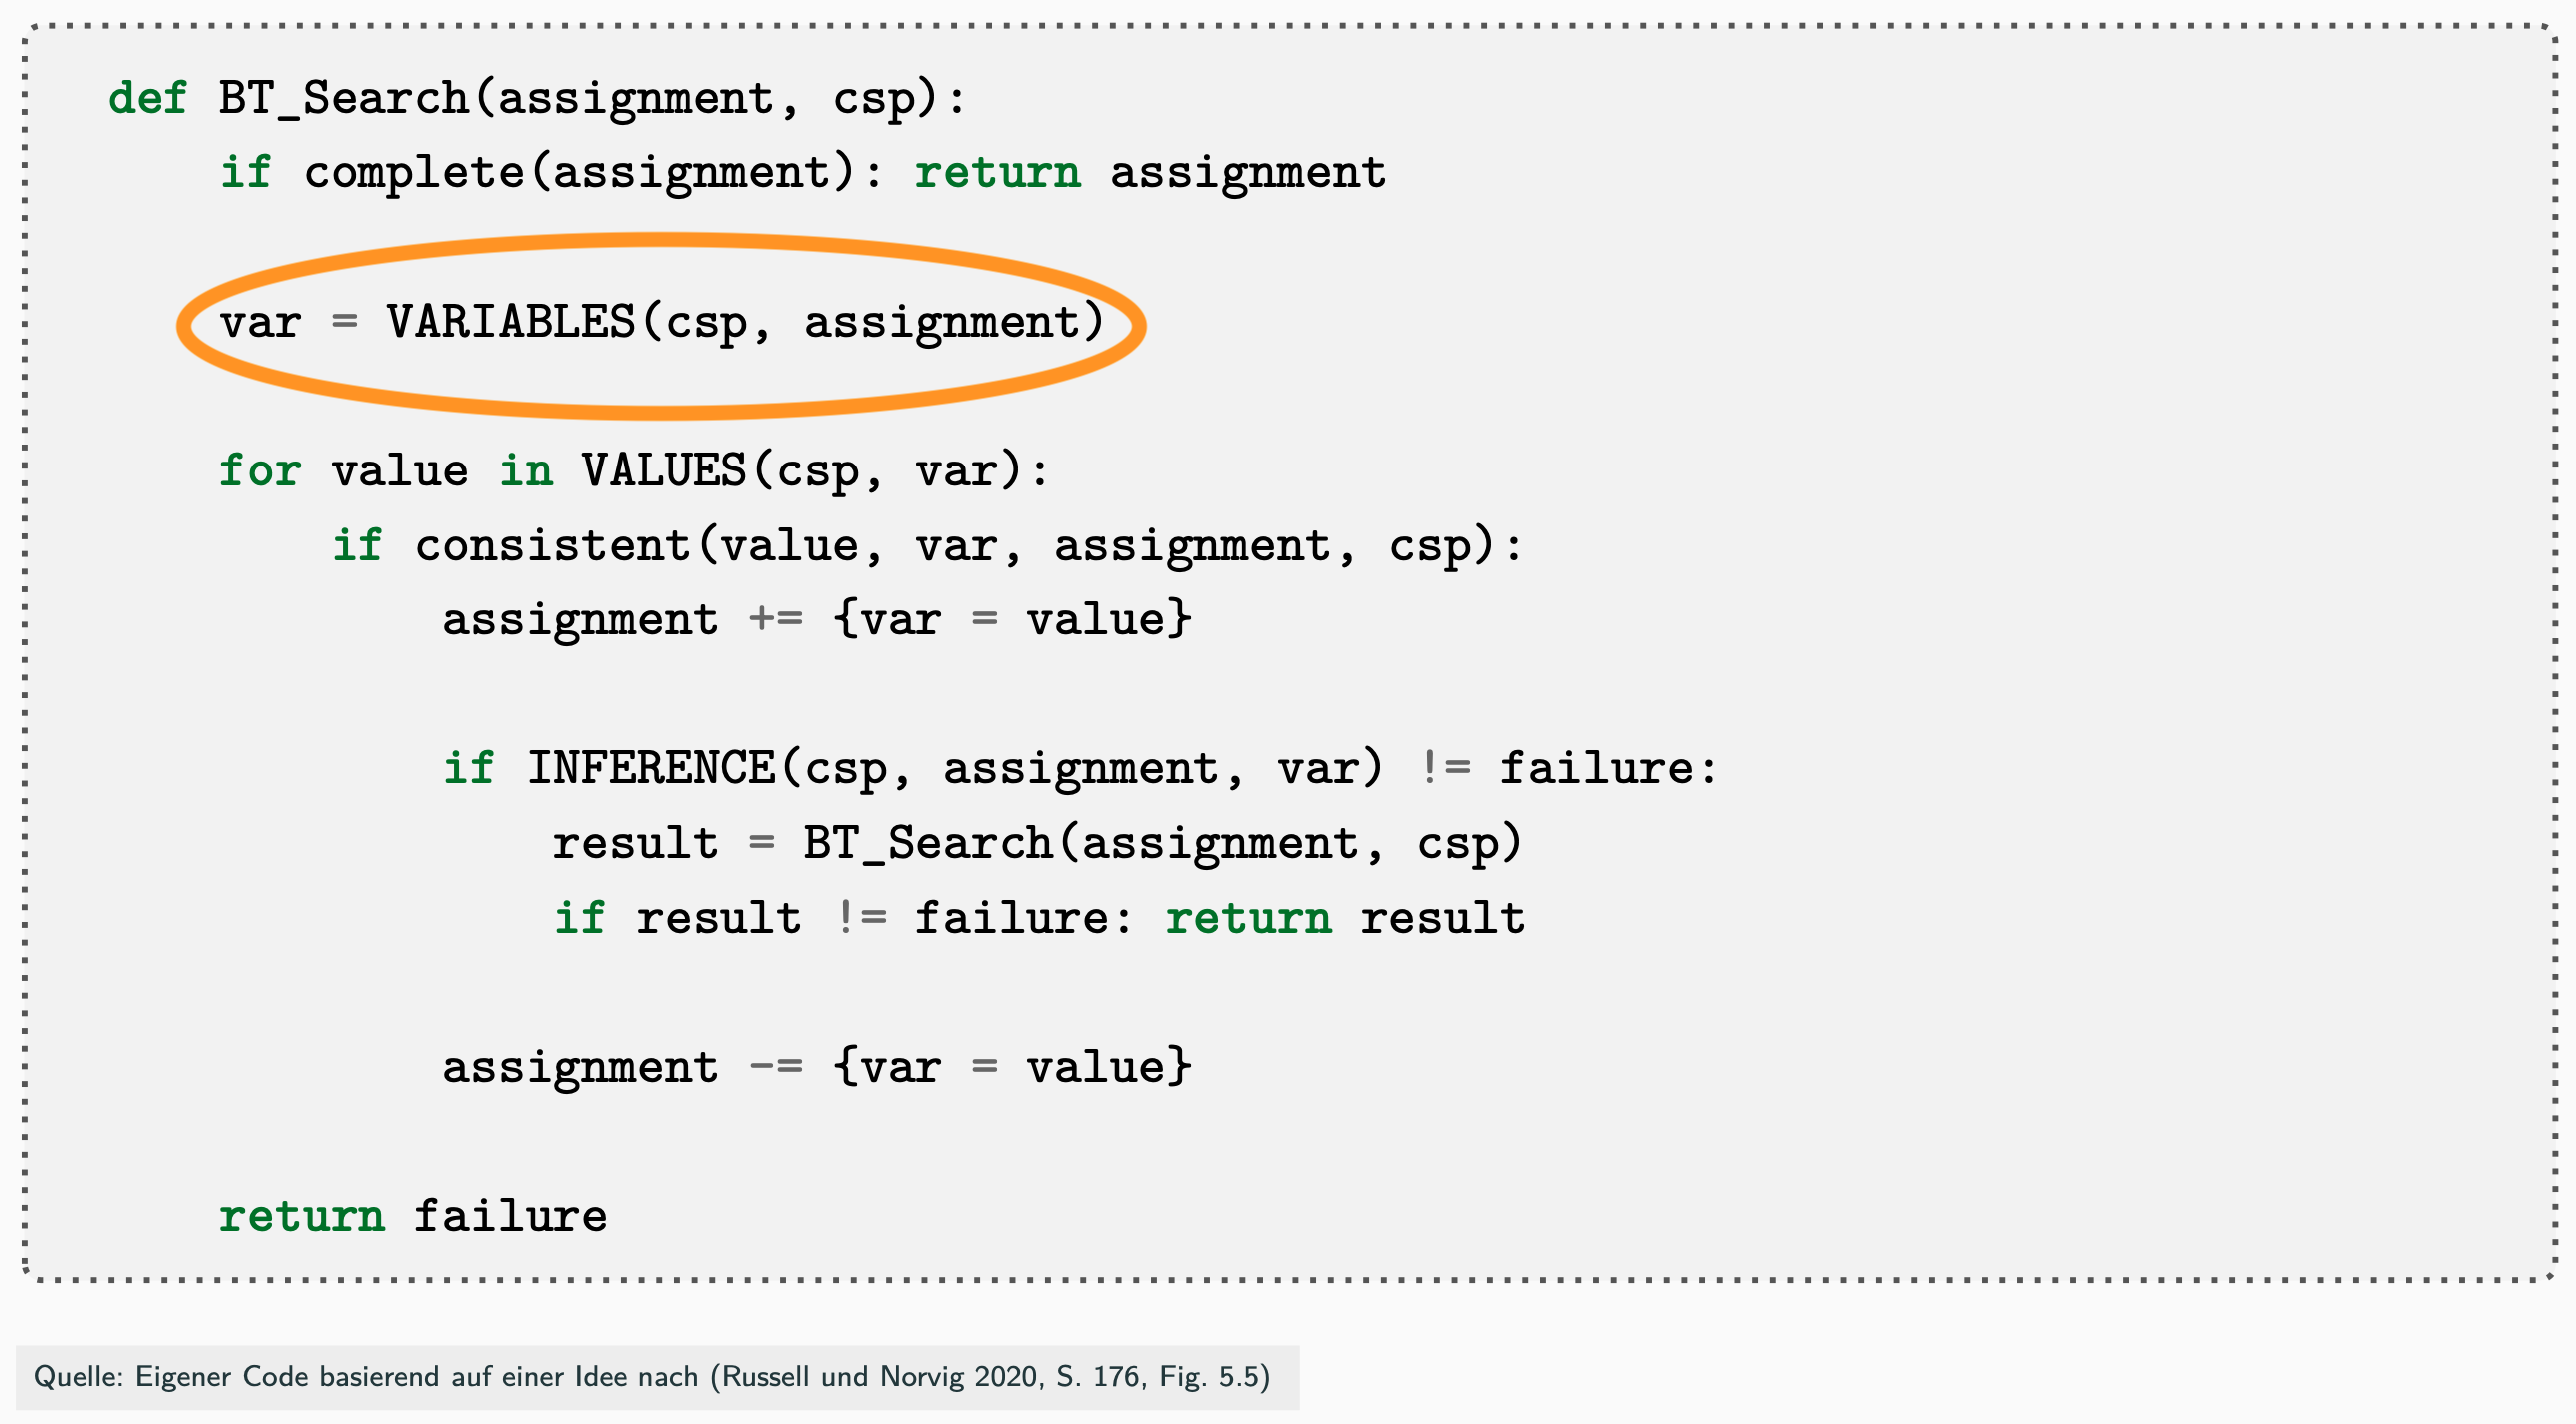 def BT_Search(assignment, csp):
if complete(assignment): return assignment
var = VARIABLES(csp, assignment)
for value in VALUES(csp, var):
if consistent(value, var, assignment, csp):
assignment += {var = value}
if INFERENCE(csp, assignment, var) != failure:
result = BT_Search(assignment, csp)
if result != failure: return result
assignment -= {var = value}
return failure
Quelle: Eigener Code basierend auf einer Idee nach (Russell und Norvig 2020, S. 176, Fig. 5.5)